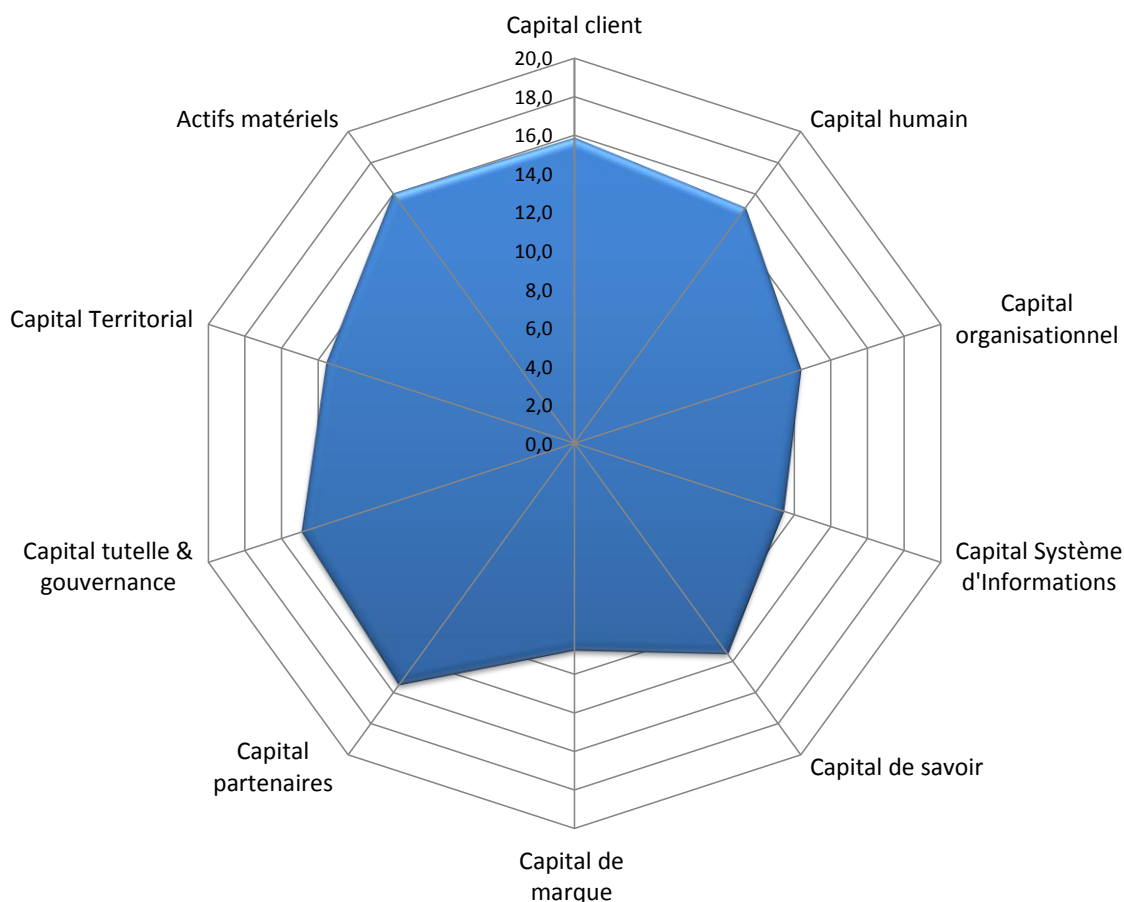 Capital client
20,0
18,0
16,0
14,0
12,0
10,0
8,0
6,0
4,0
2,0
0,0
Capital humain
Capital
organisationnel
Capital Système
d'Informations
Capital de savoir
Capital de
marque
Capital
partenaires
Capital tutelle &
gouvernance
Capital Territorial
Actifs matériels